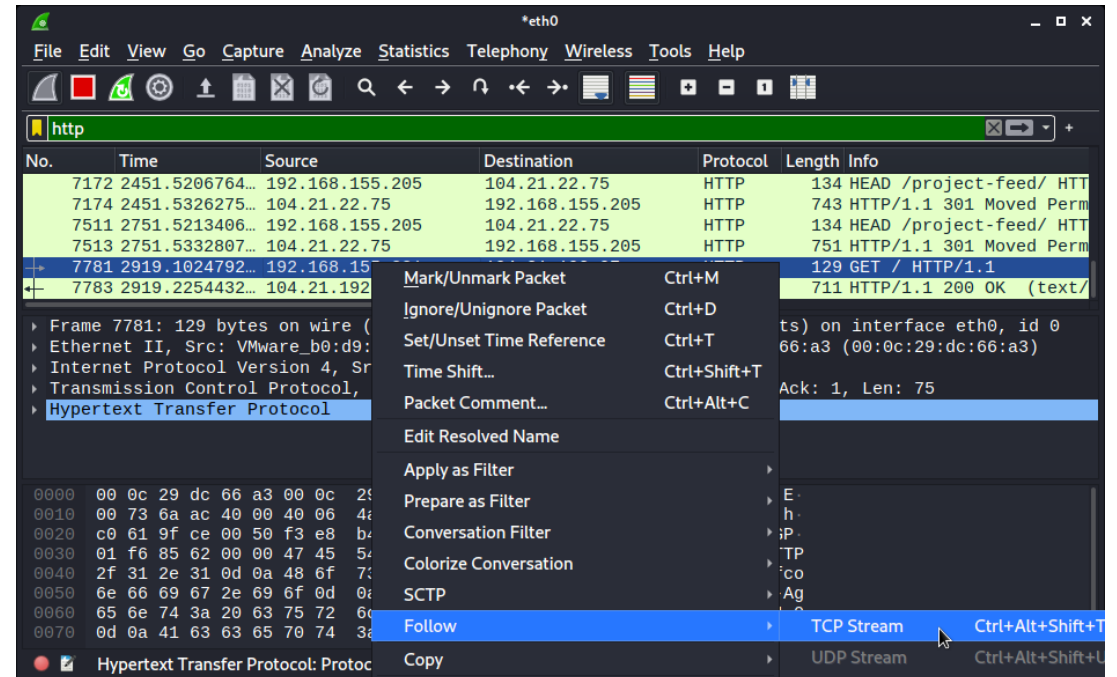 *eth0
File Edit View Go Capture Analyze Statistics Telephony Wireless Tools Help
http
No. Time Source Destination Protocol Length Info
7172 2451.5206764… 192.168.155.205 104.21.22.75 HTTP 134 HEAD /project-feed/ HTT
7174 2451.5326275… 104.21.22.75 192.168.155.205 HTTP 743 HTTP/1.1 301 Moved Perm
7511 2751.5213406… 192.168.155.205 104.21.22.75 HTTP 134 HEAD /project-feed/ HTT
7513 2751.5332807… 104.21.22.75 192.168.155.205 HTTP 751 HTTP/1.1 301 Moved Perm
7781 2919.1024792… 192.168.15 129 GET / HTTP/1.1
7783 2919.2254432… 104.21.192 711 HTTP/1.1 200 OK (text/
Mark/Unmark Packet Ctrl+M
Ignore/Unignore Packet Ctrl+D
Set/Unset Time Reference Ctrl+T
Time Shift... Ctrl+Shift+T
Packet Comment... Ctrl+Alt+C
Edit Resolved Name
Apply as Filter
Prepare as Filter
Conversation Filter
Colorize Conversation
SCTP
Follow
Copy
TCP Stream Ctrl+Alt+Shift+T
UDP Stream Ctrl+Alt+Shift+U
Frame 7781: 129 bytes on wire ( ts) on interface eth0, id 0
Ethernet II, Src: VMware_b0:d9: 66:a3 (00:0c:29:dc:66:a3)
Internet Protocol Version 4, Sr
Transmission Control Protocol, Ack: 1, Len: 75
Hypertext Transfer Protocol
0000 00 0c 29 dc 66 a3 00 0c 29 E·
0010 00 73 6a ac 40 00 40 06 4a h·
0020 c0 61 9f ce 00 50 f3 e8 b4 P·
0030 01 f6 85 62 00 00 47 45 54 TP
0040 2f 31 2e 31 0d 0a 48 6f 73 co
0050 6e 66 69 67 2e 69 6f 0d 0a Ag
0060 65 6e 74 3a 20 63 75 72 6c
0070 0d 0a 41 63 63 65 70 74 3a
Hypertext Transfer Protocol: Protoc